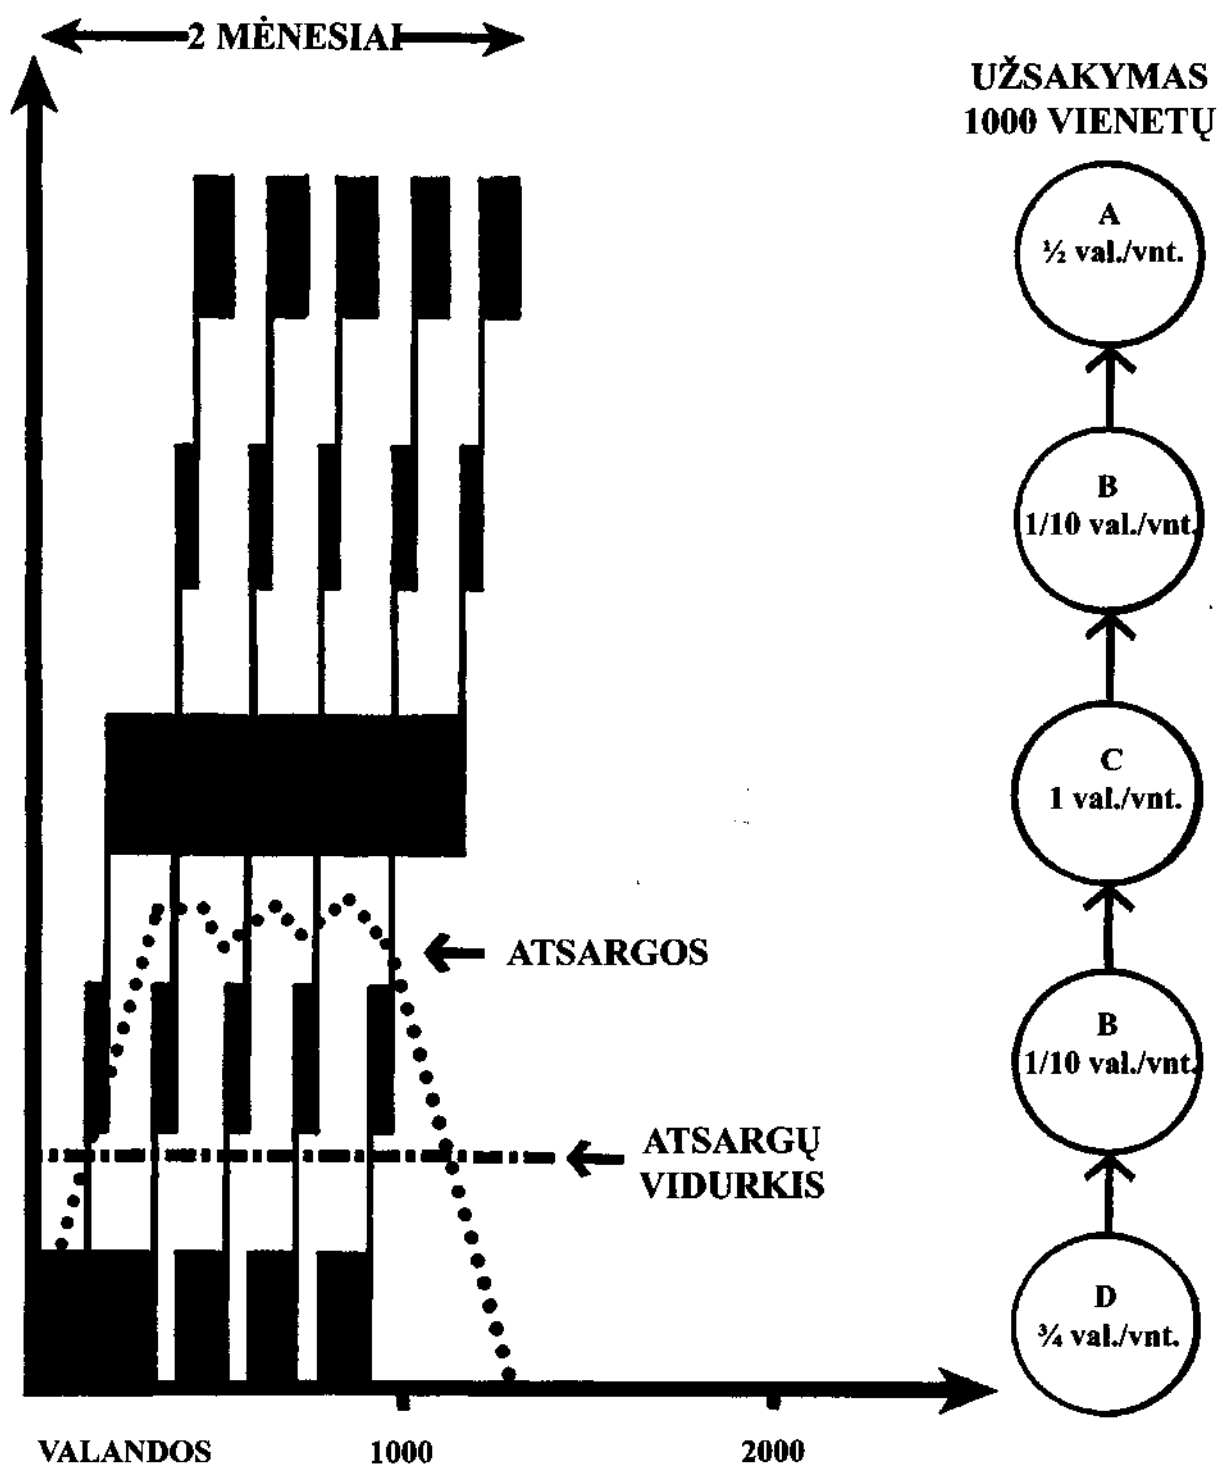 2 MĖNESIAI
UŽSAKYMAS
1000 VIENETŲ
A
½ val./vnt.
B
1/10 val./vnt.
C
1 val./vnt.
ATSARGOS
B
1/10 val./vnt.
ATSARGŲ
VIDURKIS
D
¾ val./vnt.
VALANDOS
1000
2000